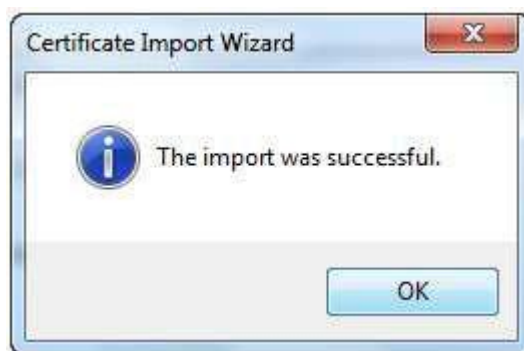 Certificate Import Wizard
The import was successful.
OK